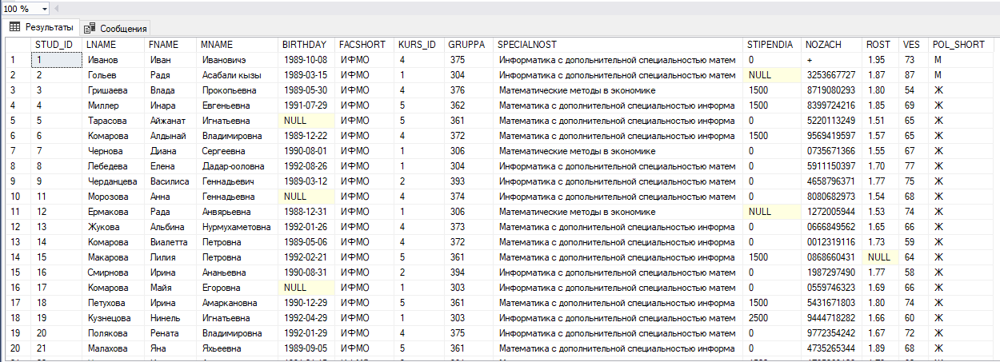 100 %
Результаты Сообщения
STUD_ID LNAME FNAME MNAME BIRTHDAY FACSHORT KURS_ID GRUPPA SPECIALNOST STIPENDIA NOZACH ROST VES POL_SHORT
1 1 Иванов Иван Ивановичэ 1989-10-08 ИФМО 4 375 Информатика с допольнительной специальностью матем 0 + 1.95 73 М
2 2 Гольев Радя Асабали кызы 1989-03-15 ИФМО 1 304 Информатика с допольнительной специальностью матем NULL 3253667727 1.87 87 М
3 3 Гришаева Влада Прокопьевна 1989-05-30 ИФМО 4 376 Математические методы в экономике 1500 8719080293 1.80 54 Ж
4 4 Миллер Инара Евгеньевна 1991-07-29 ИФМО 5 362 Математика с дополнительной специальностью информа 1500 8399724216 1.85 69 Ж
5 5 Тарасова Айжанат Игнатьевна NULL ИФМО 5 361 Математика с дополнительной специальностью информа 0 5220113249 1.51 65 Ж
6 6 Комарова Алдынай Владимировна 1989-12-22 ИФМО 4 372 Математика с дополнительной специальностью информа 1500 9569419597 1.57 65 Ж
7 7 Чернова Диана Сергеевна 1990-08-01 ИФМО 1 306 Математические методы в экономике 0 0735671366 1.55 67 Ж
8 8 Лебедева Елена Дадар-ооловна 1992-08-26 ИФМО 1 304 Информатика с допольнительной специальностью матем 0 5911150397 1.70 77 Ж
9 9 Черданцева Василиса Геннадьевич 1989-03-12 ИФМО 2 393 Информатика с допольнительной специальностью матем 0 4658796371 1.77 75 Ж
10 11 Морозова Анна Геннадьевна NULL ИФМО 4 374 Информатика с допольнительной специальностью матем 0 8080682973 1.54 68 Ж
11 12 Ермакова Рада Анвярьевна 1988-12-31 ИФМО 1 306 Математические методы в экономике NULL 1272005944 1.53 74 Ж
12 13 Жукова Альбина Нурмухаметовна 1992-01-26 ИФМО 4 373 Математика с дополнительной специальностью информа 0 0666849562 1.65 66 Ж
13 14 Комарова Виалетта Петровна 1989-05-06 ИФМО 4 372 Математика с дополнительной специальностью информа 0 0012319116 1.73 59 Ж
14 15 Макарова Лилия Петровна 1992-02-21 ИФМО 5 361 Математика с дополнительной специальностью информа 1500 0868660431 NULL 64 Ж
15 16 Смирнова Ирина Ананьевна 1990-08-31 ИФМО 2 394 Информатика с допольнительной специальностью матем 0 1987297490 1.77 58 Ж
16 17 Комарова Майя Егоровна NULL ИФМО 1 303 Информатика с допольнительной специальностью матем 0 0559746323 1.69 66 Ж
17 18 Петухова Ирина Амаркановна 1990-12-29 ИФМО 5 361 Математика с дополнительной специальностью информа 1500 5431671803 1.80 74 Ж
18 19 Кузнецова Нинель Игнатьевна 1992-04-29 ИФМО 1 303 Информатика с допольнительной специальностью матем 2500 9444718282 1.66 60 Ж
19 20 Полякова Рената Владимировна 1992-01-29 ИФМО 4 375 Информатика с допольнительной специальностью матем 0 9772354242 1.67 72 Ж
20 21 Малахова Яна Яхьевна 1989-09-05 ИФМО 5 361 Математика с дополнительной специальностью информа 0 4735265344 1.89 68 Ж